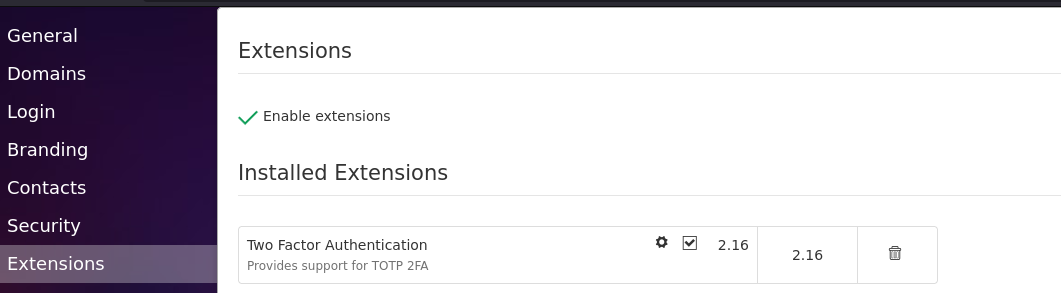 General
Domains
Login
Branding
Contacts
Security
Extensions
Extensions
Enable extensions
Installed Extensions
Two Factor Authentication
Provides support for TOTP 2FA
2.16
2.16